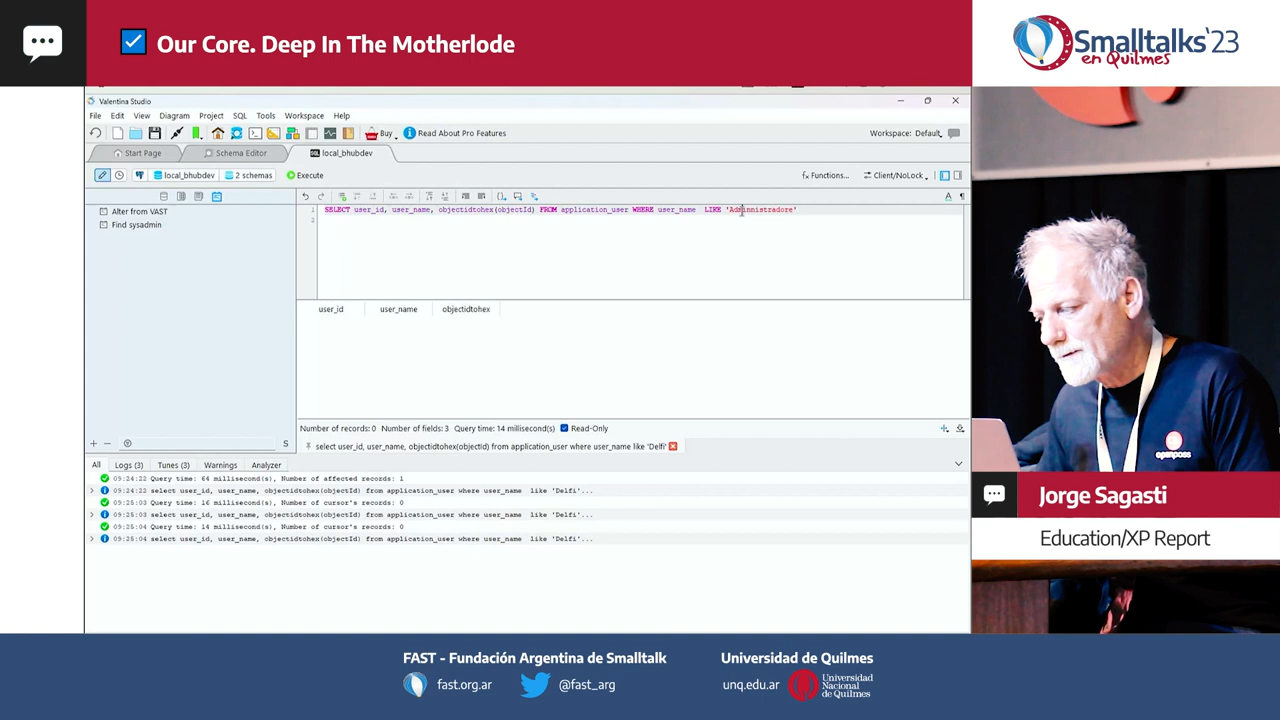 Our Core. Deep In The Motherlode
Smalltalks'23
en Quilmes
Valentina Studio
File Edit View Diagram Project SQL Tools Workspace Help
Buy Read About Pro Features Workspace: Default
Start Page Schema Editor local_bhubdev
local_bhubdev 2 schemas Execute Functions... Client/NoLock
Alter from VAST
Find sysadmin
1 SELECT user_id, user_name, objectidtohex(objectId) FROM application_user WHERE user_name LIKE 'Adminnistradore'
2
user_id user_name objectidtohex
Number of records: 0 Number of fields: 3 Query time: 14 millisecond(s) Read-Only
S
select user_id, user_name, objectidtohex(objectId) from application_user where user_name like 'Delfi'
All Logs (3) Tunes (3) Warnings Analyzer
09:24:22 Query time: 64 millisecond(s), Number of affected records: 1
09:24:22 select user_id, user_name, objectidtohex(objectId) from application_user where user_name like 'Delfi'...
09:25:03 Query time: 16 millisecond(s), Number of cursor's records: 0
09:25:03 select user_id, user_name, objectidtohex(objectId) from application_user where user_name like 'Delfi'...
09:25:04 Query time: 14 millisecond(s), Number of cursor's records: 0
09:25:04 select user_id, user_name, objectidtohex(objectId) from application_user where user_name like 'Delfi'...
openpass
Jorge Sagasti
Education/XP Report
FAST - Fundación Argentina de Smalltalk
fast.org.ar @fast_arg
Universidad de Quilmes
unq.edu.ar
Universidad
Nacional
de Quilmes